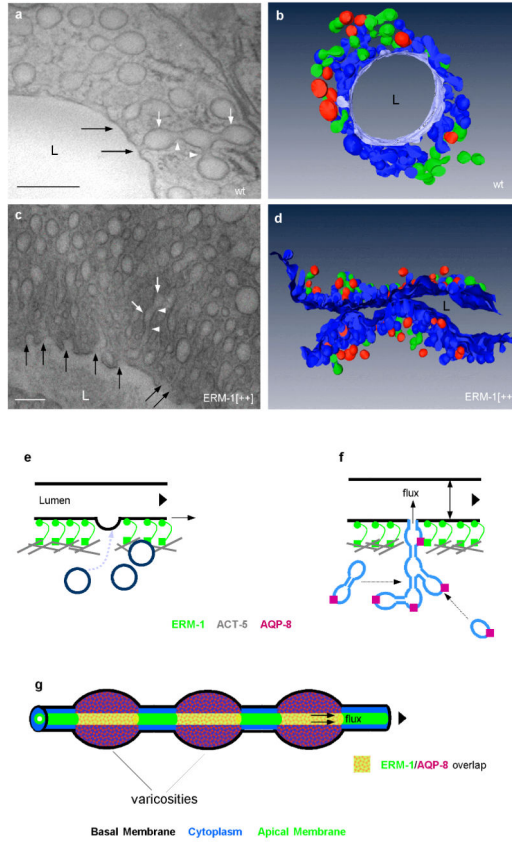 a
L
wt
b
L
wt
c
L
ERM-1[++]
d
L
ERM-1[++
e
Lumen
f
flux
ERM-1 ACT-5 AQP-8
g
flux
ERM-1/AQP-8 overlap
varicosities
Basal Membrane Cytoplasm Apical Membrane